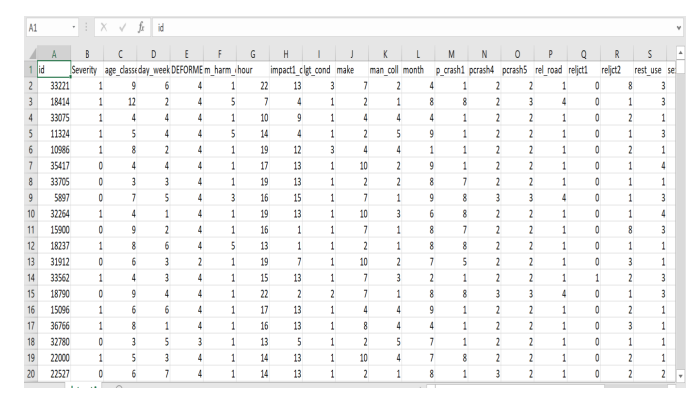 A1 fx id
A B C D E F G H I J K L M N O P Q R S
1 id Severity age_classe day_week DEFORME m_harm_ hour impact1_c lgt_cond make man_coll month p_crash1 pcrash4 pcrash5 rel_road reljct1 reljct2 rest_use se
2 33221 1 9 6 4 1 22 13 3 7 2 4 1 2 2 1 0 8 3
3 18414 1 12 2 4 5 7 4 1 2 1 8 8 2 3 4 0 1 3
4 33075 1 4 4 4 1 10 9 1 4 4 4 1 2 2 1 0 2 1
5 11324 1 5 4 4 5 14 4 1 2 5 9 1 2 2 1 0 1 3
6 10986 1 8 2 4 1 19 12 3 4 4 1 1 2 2 1 0 2 1
7 35417 0 4 4 4 1 17 13 1 10 2 9 1 2 2 1 0 1 4
8 33705 0 3 3 4 1 19 13 1 2 2 8 7 2 2 1 0 1 1
9 5897 0 7 5 4 3 16 15 1 7 1 9 8 3 3 4 0 1 3
10 32264 1 4 1 4 1 19 13 1 10 3 6 8 2 2 1 0 1 4
11 15900 0 9 2 4 1 16 1 1 7 1 8 7 2 2 1 0 8 3
12 18237 1 8 6 4 5 13 1 1 2 1 8 8 2 2 1 0 1 1
13 31912 0 6 3 2 1 19 7 1 10 2 7 5 2 2 1 0 3 1
14 33562 1 4 3 4 1 15 13 1 7 3 2 1 2 2 1 1 2 3
15 18790 0 9 4 4 1 22 2 2 7 1 8 8 3 3 4 0 1 3
16 15096 1 6 6 4 1 17 13 1 4 4 9 1 2 2 1 0 2 1
17 36766 1 8 1 4 1 16 13 1 8 4 4 1 2 2 1 0 3 1
18 32780 0 3 5 3 1 13 5 1 2 5 7 1 2 2 1 0 1 1
19 22000 1 5 3 4 1 14 13 1 10 4 7 8 2 2 1 0 2 1
20 22527 0 6 7 4 1 14 13 1 2 1 8 1 3 2 1 0 2 2